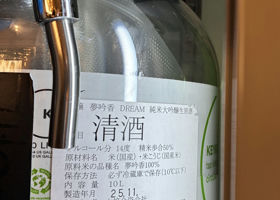 夢吟香 DREAM 純米大吟醸生原酒
目 清酒
アルコール分 14度 精米歩合50%
原材料名 米(国産)・米こうじ(国産米)
原料米の品種 夢吟香100%
保存方法 必ず冷蔵庫で保存(10℃以下)
内容量 10L
製造年月 25.11
KEY